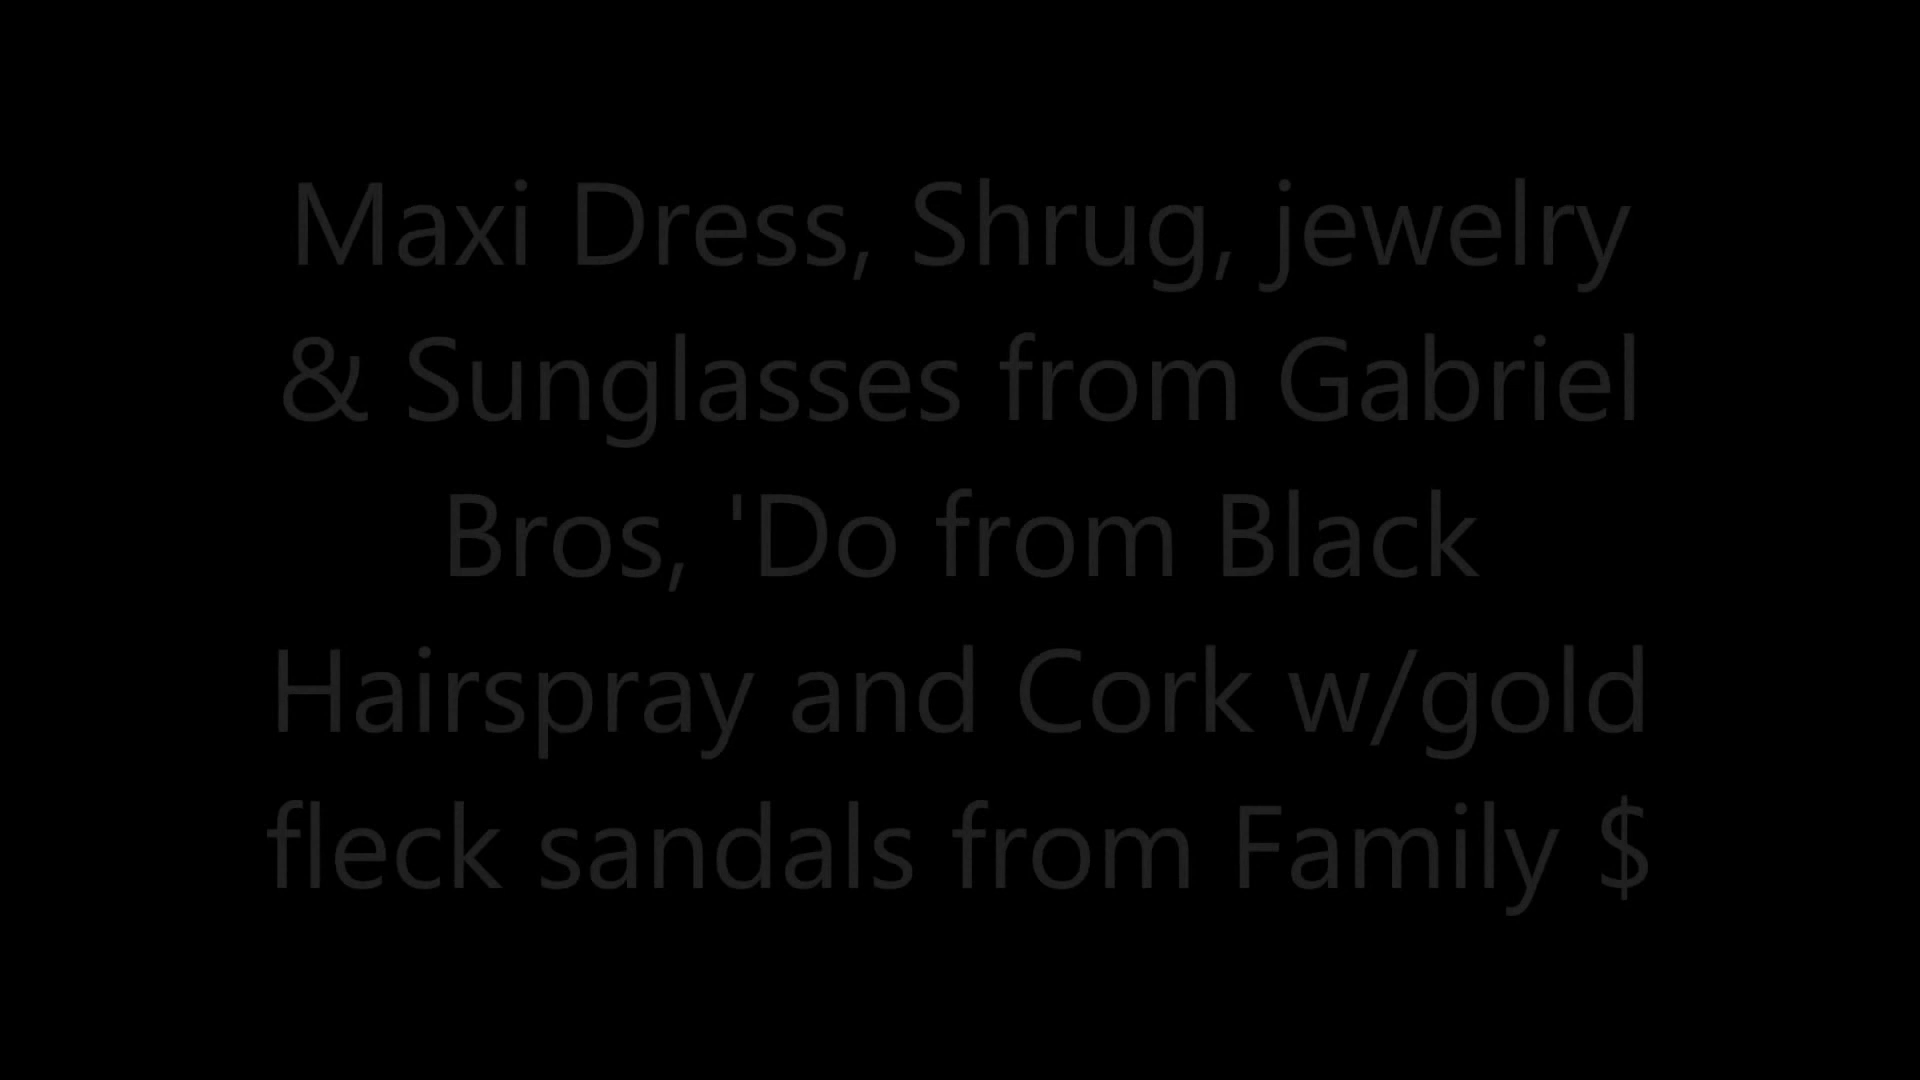 Maxi Dress, Shrug, jewelry
& Sunglasses from Gabriel
Bros, 'Do from Black
Hairspray and Cork w/gold
fleck sandals from Family $